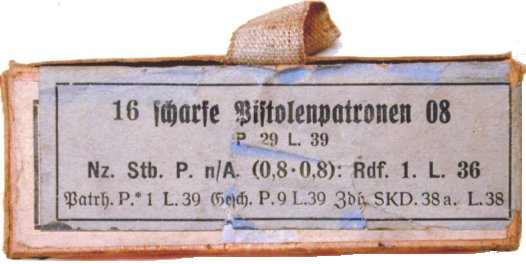 16 scharfe Pistolenpatronen 08
P. 29 L. 39
Nz. Stb. P. n/A. (0,8·0,8): Rdf. 1. L. 36
Patrh. P.* 1 L. 39 Gesch. P. 9 L. 39 Zdh. SKD. 38 a. L. 38